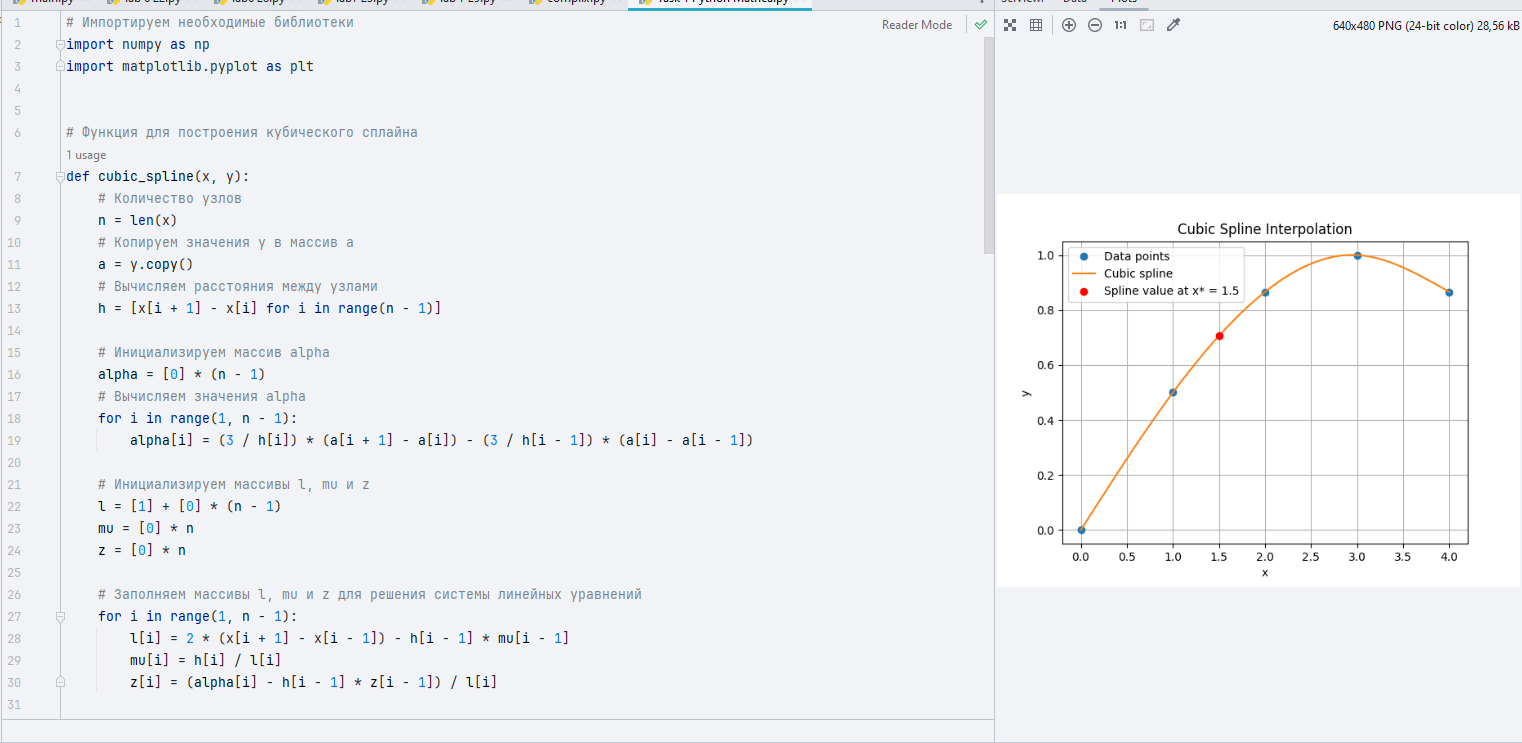 Reader Mode
640x480 PNG (24-bit color) 28,56 kB
1 # Импортируем необходимые библиотеки
2 import numpy as np
3 import matplotlib.pyplot as plt
4
5
6 # Функция для построения кубического сплайна
1 usage
7 def cubic_spline(x, y):
8 # Количество узлов
9 n = len(x)
10 # Копируем значения y в массив a
11 a = y.copy()
12 # Вычисляем расстояния между узлами
13 h = [x[i + 1] - x[i] for i in range(n - 1)]
14
15 # Инициализируем массив alpha
16 alpha = [0] * (n - 1)
17 # Вычисляем значения alpha
18 for i in range(1, n - 1):
19 alpha[i] = (3 / h[i]) * (a[i + 1] - a[i]) - (3 / h[i - 1]) * (a[i] - a[i - 1])
20
21 # Инициализируем массивы l, mu и z
22 l = [1] + [0] * (n - 1)
23 mu = [0] * n
24 z = [0] * n
25
26 # Заполняем массивы l, mu и z для решения системы линейных уравнений
27 for i in range(1, n - 1):
28 l[i] = 2 * (x[i + 1] - x[i - 1]) - h[i - 1] * mu[i - 1]
29 mu[i] = h[i] / l[i]
30 z[i] = (alpha[i] - h[i - 1] * z[i - 1]) / l[i]
31
1:1
Cubic Spline Interpolation
Data points
Cubic spline
Spline value at x* = 1.5
1.0
0.8
0.6
0.4
0.2
0.0
y
0.0 0.5 1.0 1.5 2.0 2.5 3.0 3.5 4.0
x